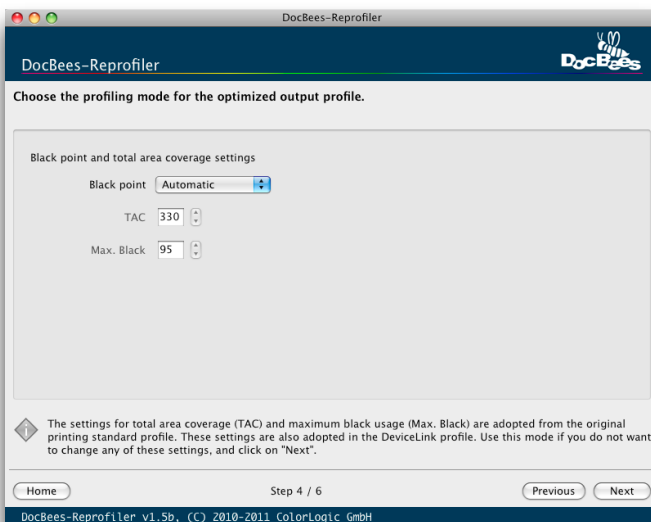 DocBees-Reprofiler
DocBees-Reprofiler
DocBees
Choose the profiling mode for the optimized output profile.
Black point and total area coverage settings
Black point Automatic
TAC 330
Max. Black 95
The settings for total area coverage (TAC) and maximum black usage (Max. Black) are adopted from the original
printing standard profile. These settings are also adopted in the DeviceLink profile. Use this mode if you do not want
to change any of these settings, and click on "Next".
Home Step 4 / 6 Previous Next
DocBees-Reprofiler v1.5b, (C) 2010-2011 ColorLogic GmbH